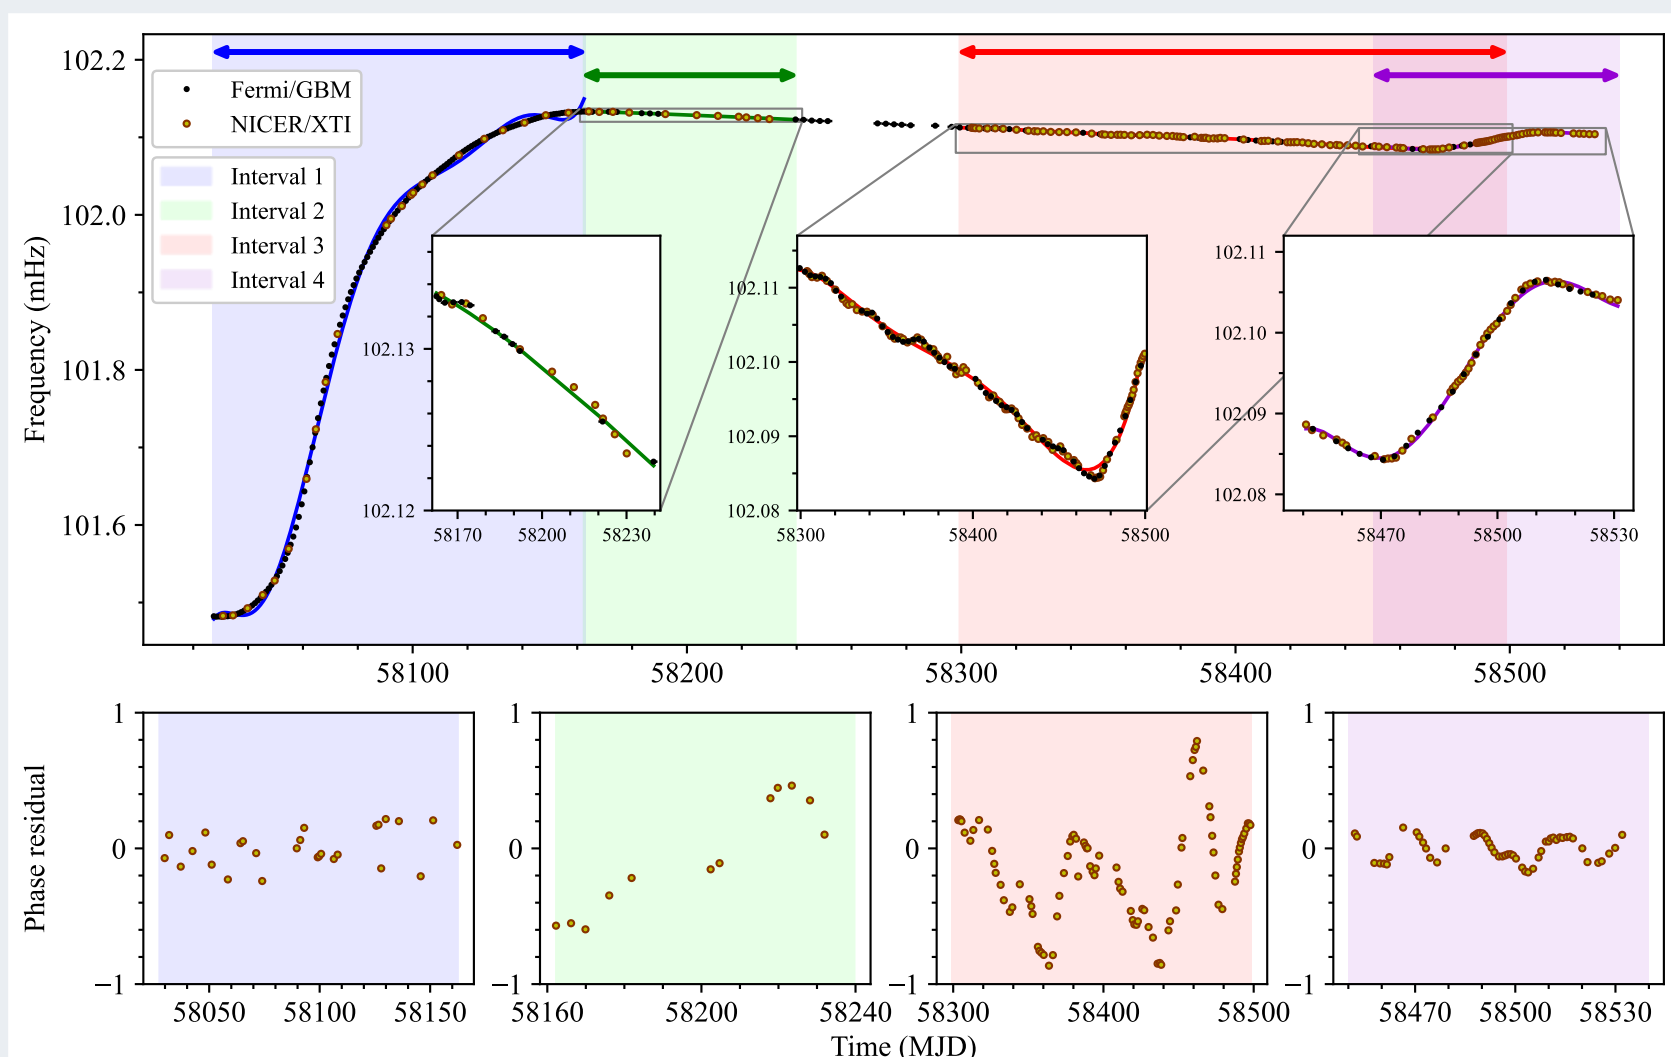 102.2
102.0
101.8
101.6
Frequency (mHz)
Fermi/GBM
NICER/XTI
Interval 1
Interval 2
Interval 3
Interval 4
102.13
102.12
58170 58200 58230
102.11
102.10
102.09
102.08
58300 58400 58500
102.11
102.10
102.09
102.08
58470 58500 58530
58100 58200 58300 58400 58500
Phase residual
1
0
−1
58050 58100 58150
1
0
−1
58160 58200 58240
1
0
−1
58300 58400 58500
1
0
−1
58470 58500 58530
Time (MJD)